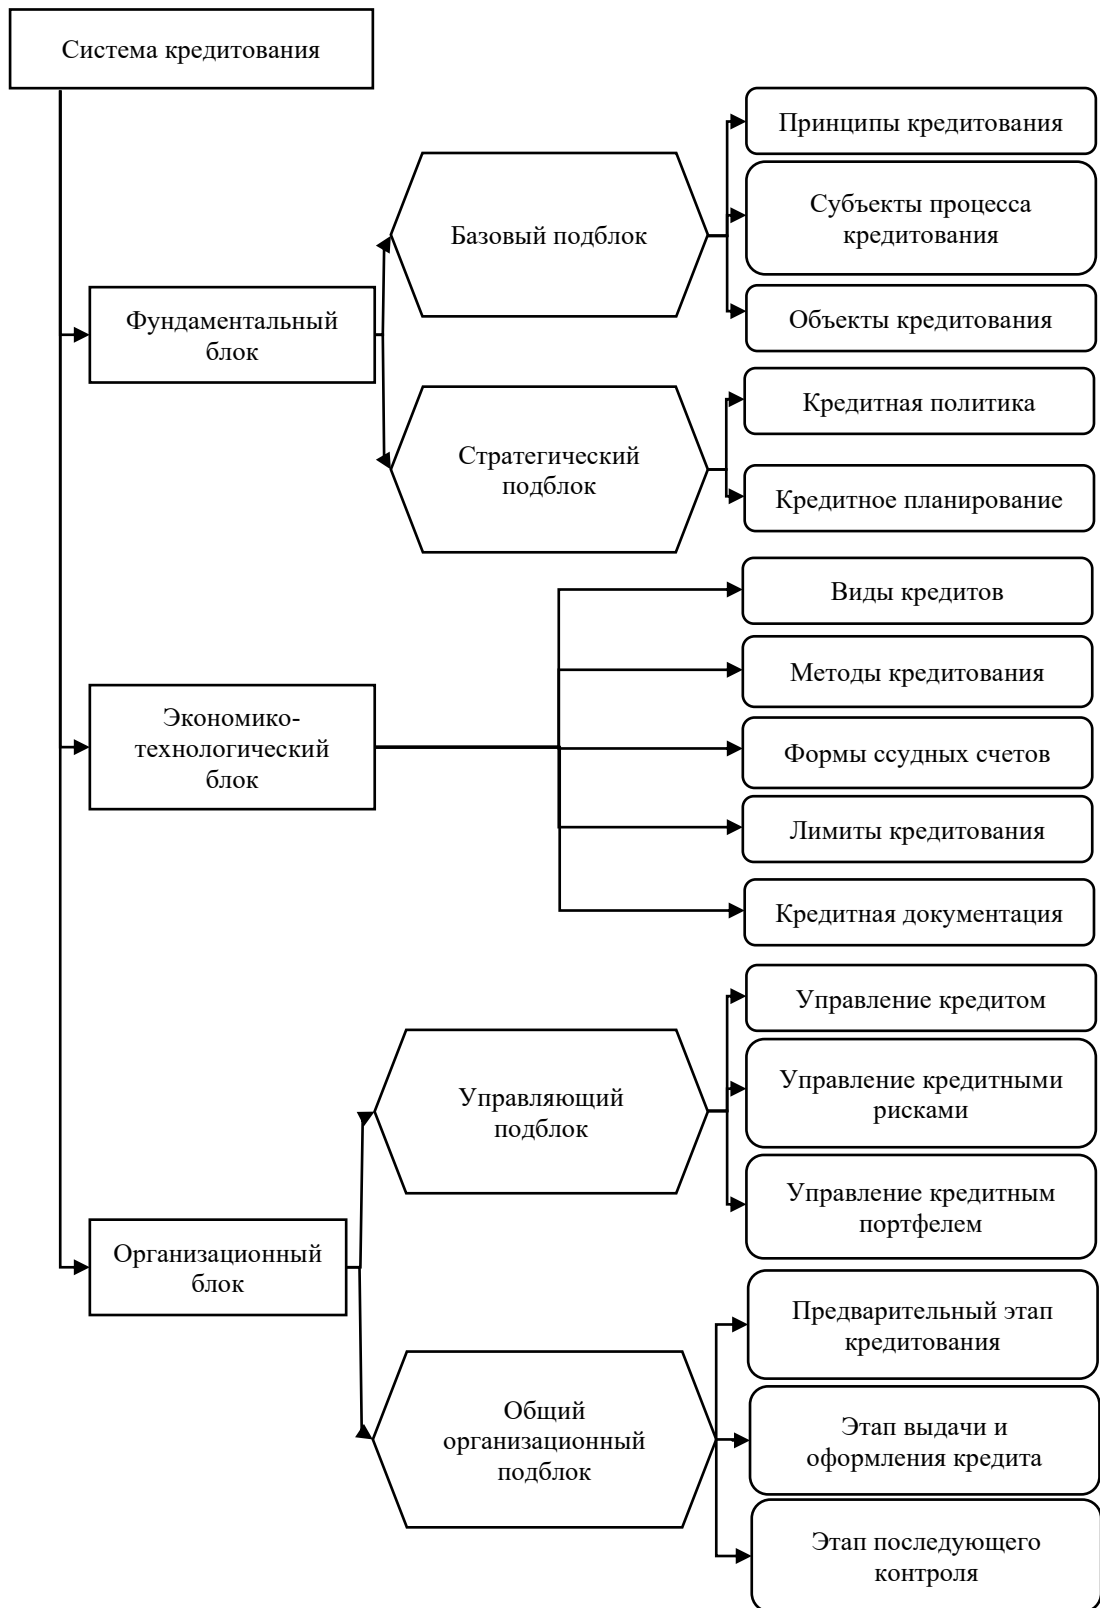 Система кредитования
Фундаментальный
блок
Базовый подблок
Принципы кредитования
Субъекты процесса
кредитования
Объекты кредитования
Стратегический
подблок
Кредитная политика
Кредитное планирование
Экономико-
технологический
блок
Виды кредитов
Методы кредитования
Формы ссудных счетов
Лимиты кредитования
Кредитная документация
Организационный
блок
Управляющий
подблок
Управление кредитом
Управление кредитными
рисками
Управление кредитным
портфелем
Общий
организационный
подблок
Предварительный этап
кредитования
Этап выдачи и
оформления кредита
Этап последующего
контроля